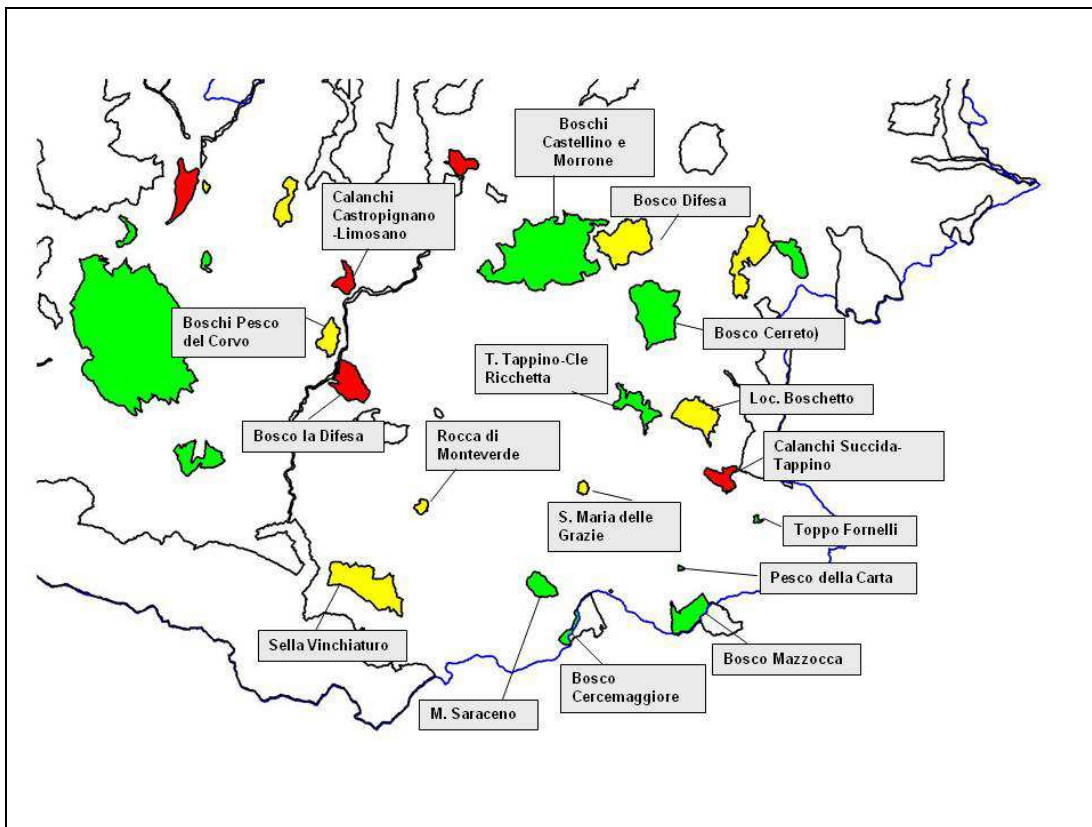 Boschi
Castellino e
Morrone
Calanchi
Castropignano
-Limosano
Bosco Difesa
Boschi Pesco
del Corvo
Bosco Cerreto)
T. Tappino-Cle
Ricchetta
Loc. Boschetto
Bosco la Difesa
Rocca di
Monteverde
Calanchi Succida-
Tappino
S. Maria delle
Grazie
Toppo Fornelli
Pesco della Carta
Sella Vinchiaturo
Bosco Mazzocca
Bosco
Cercemaggiore
M. Saraceno